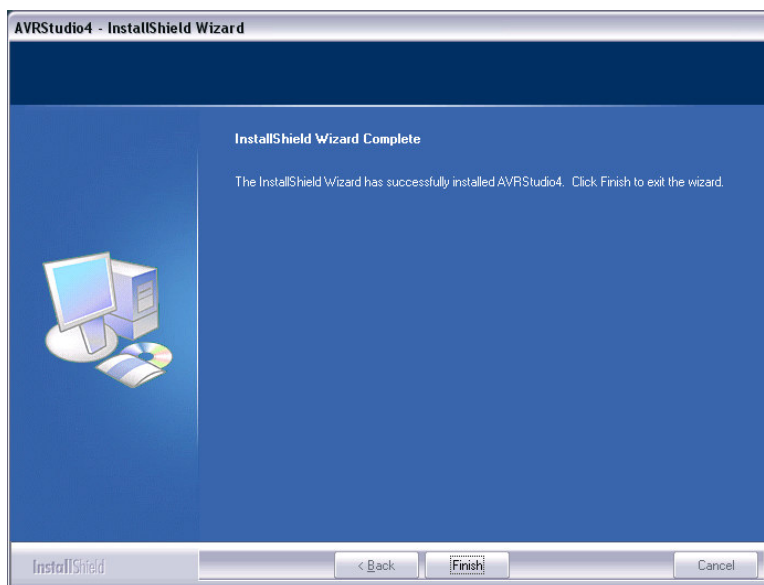 AVRStudio4 - InstallShield Wizard
InstallShield Wizard Complete
The InstallShield Wizard has successfully installed AVRStudio4. Click Finish to exit the wizard.
InstallShield
< Back
Finish
Cancel